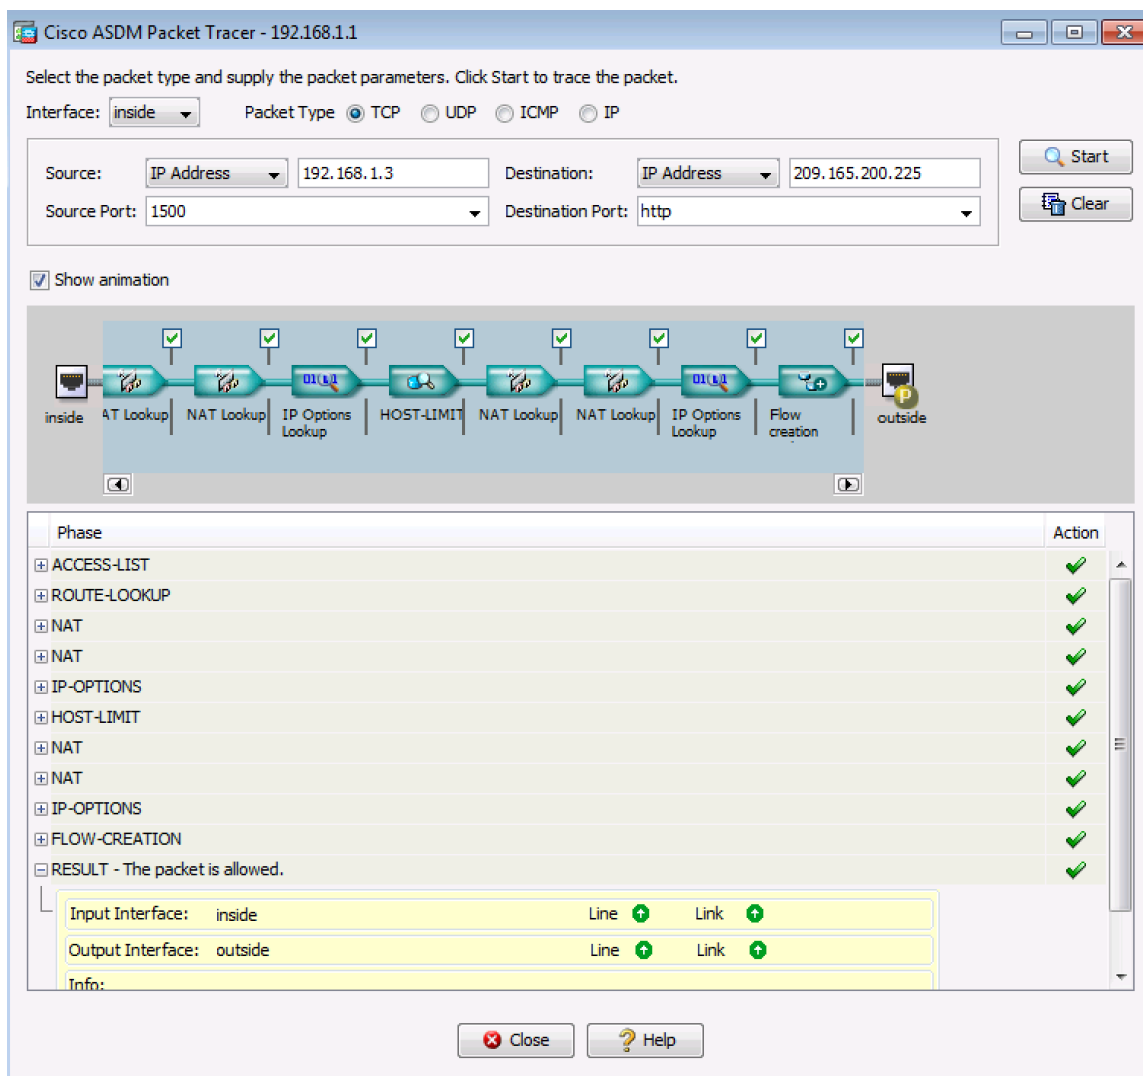 Cisco ASDM Packet Tracer - 192.168.1.1
Select the packet type and supply the packet parameters. Click Start to trace the packet.
Interface: inside Packet Type TCP UDP ICMP IP
Source: IP Address 192.168.1.3 Destination: IP Address 209.165.200.225
Source Port: 1500 Destination Port: http
Start
Clear
Show animation
inside
AT Lookup
NAT Lookup
IP Options
Lookup
HOST-LIMIT
NAT Lookup
NAT Lookup
IP Options
Lookup
Flow
creation
outside
Phase Action
ACCESS-LIST
ROUTE-LOOKUP
NAT
NAT
IP-OPTIONS
HOST-LIMIT
NAT
NAT
IP-OPTIONS
FLOW-CREATION
RESULT - The packet is allowed.
Input Interface: inside Line Link
Output Interface: outside Line Link
Info:
Close Help